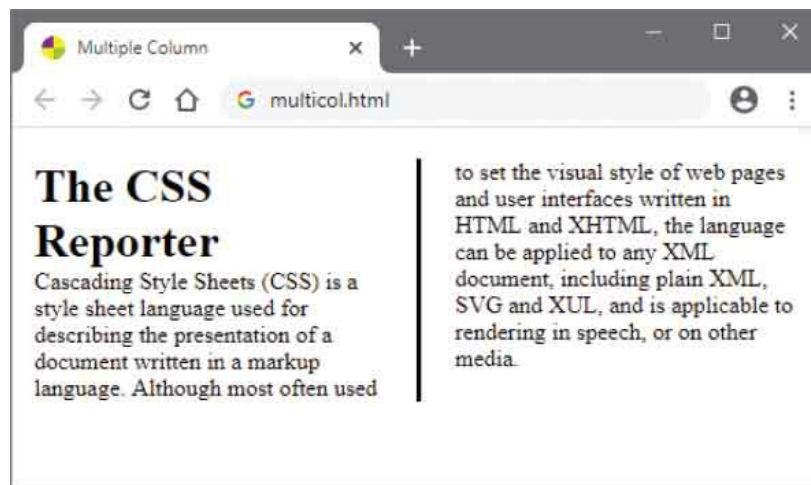 Multiple Column
multicol.html
The CSS
Reporter
Cascading Style Sheets (CSS) is a
style sheet language used for
describing the presentation of a
document written in a markup
language. Although most often used
to set the visual style of web pages
and user interfaces written in
HTML and XHTML, the language
can be applied to any XML
document, including plain XML,
SVG and XUL, and is applicable to
rendering in speech, or on other
media.